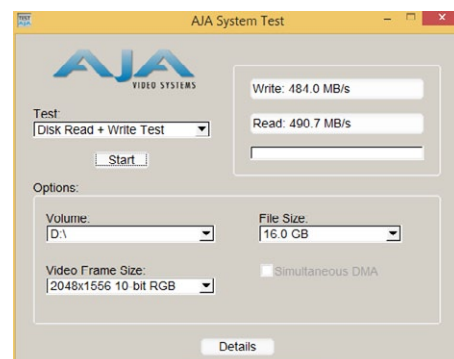 TEST
AJA System Test
AJA
VIDEO SYSTEMS
Test:
Disk Read + Write Test
Start
Write: 484.0 MB/s
Read: 490.7 MB/s
Options:
Volume:
D:\
File Size:
16.0 GB
Video Frame Size:
2048x1556 10-bit RGB
Simultaneous DMA
Details